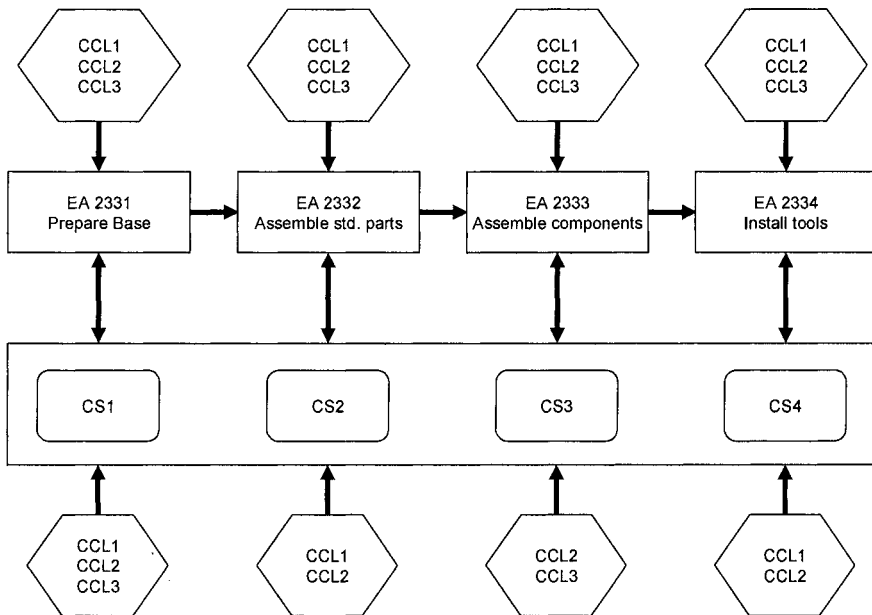 CCL1
CCL2
CCL3
CCL1
CCL2
CCL3
CCL1
CCL2
CCL3
CCL1
CCL2
CCL3
EA 2331
Prepare Base
EA 2332
Assemble std. parts
EA 2333
Assemble components
EA 2334
Install tools
CS1
CS2
CS3
CS4
CCL1
CCL2
CCL3
CCL1
CCL2
CCL2
CCL3
CCL1
CCL2